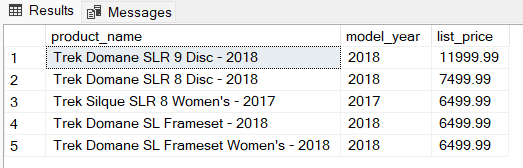 Results Messages
product_name model_year list_price
1 Trek Domane SLR 9 Disc - 2018 2018 11999.99
2 Trek Domane SLR 8 Disc - 2018 2018 7499.99
3 Trek Silque SLR 8 Women's - 2017 2017 6499.99
4 Trek Domane SL Frameset - 2018 2018 6499.99
5 Trek Domane SL Frameset Women's - 2018 2018 6499.99